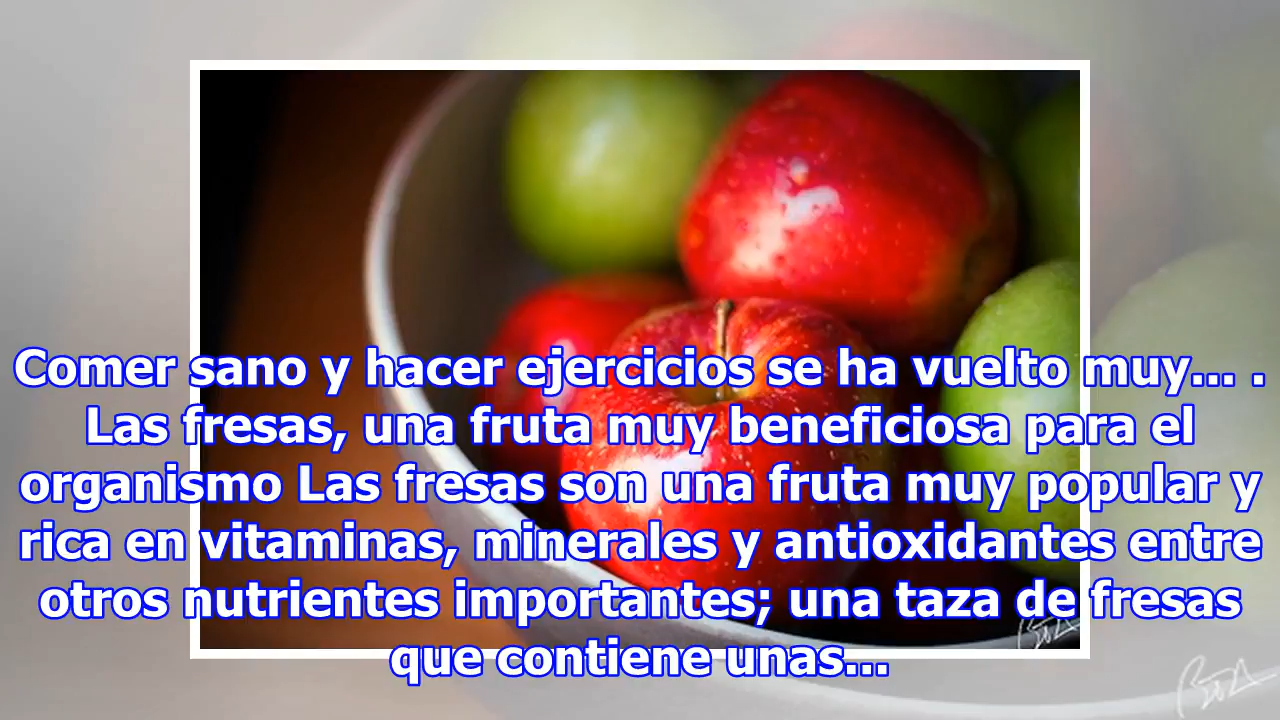 Comer sano y hacer ejercicios se ha vuelto muy... .
Las fresas, una fruta muy beneficiosa para el
organismo Las fresas son una fruta muy popular y
rica en vitaminas, minerales y antioxidantes entre
otros nutrientes importantes; una taza de fresas
que contiene unas...